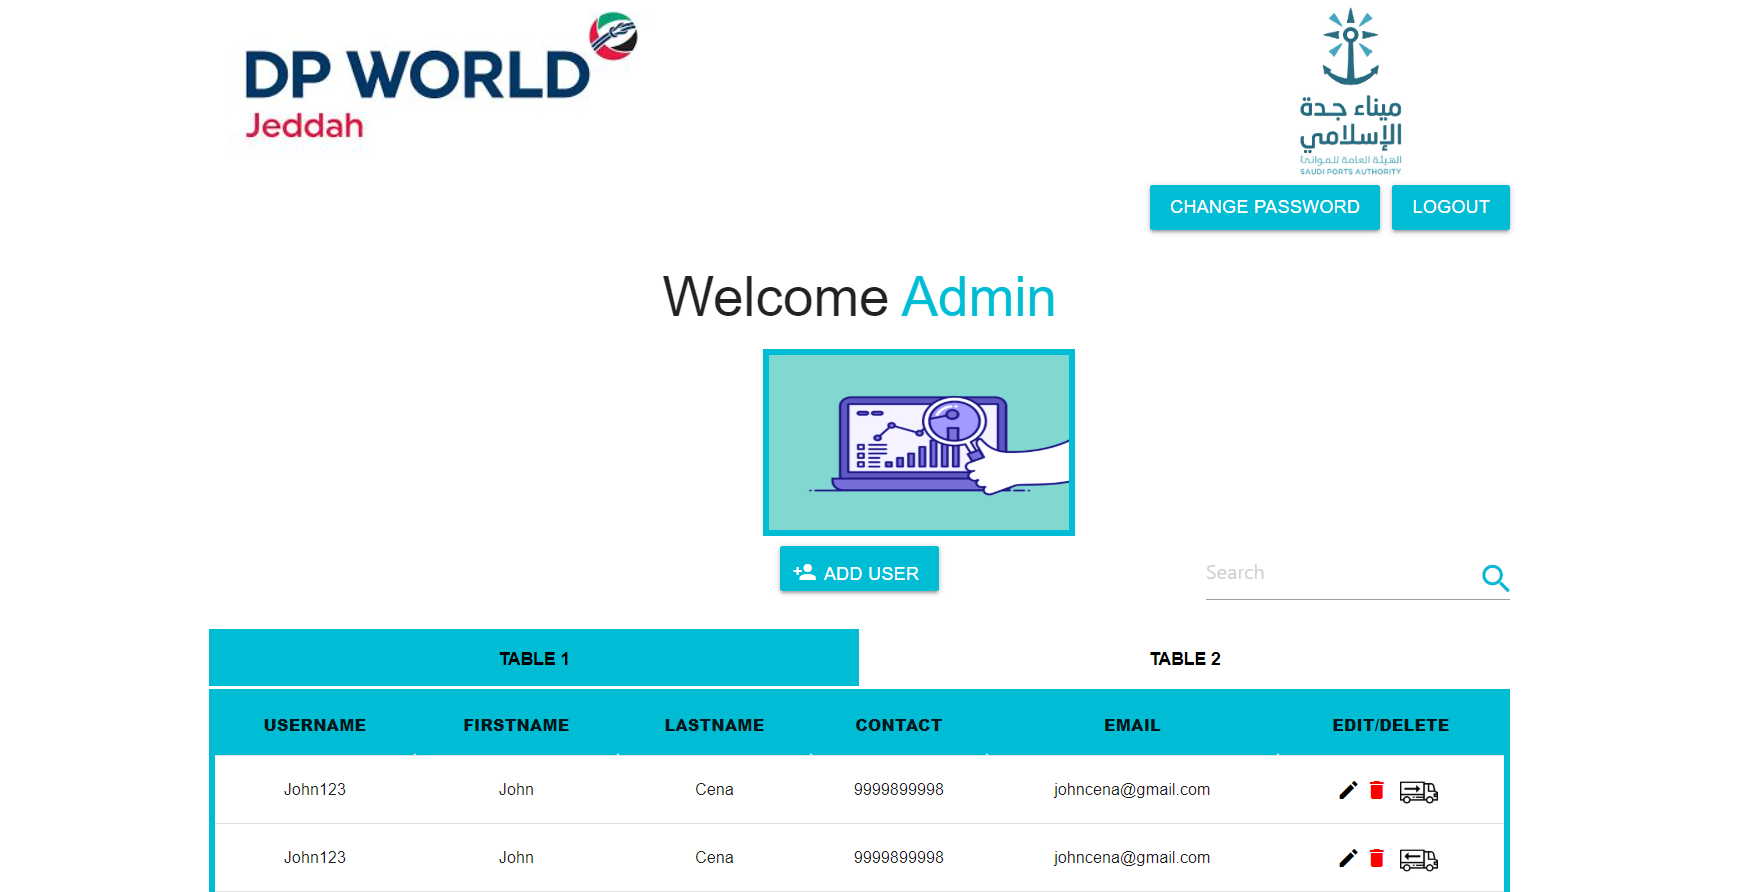 DP WORLD
Jeddah
ميناء جدة
الإسلامي
الهيئة العامة للموانئ
SAUDI PORTS AUTHORITY
CHANGE PASSWORD LOGOUT
Welcome Admin
ADD USER
Search
TABLE 1 TABLE 2
USERNAME FIRSTNAME LASTNAME CONTACT EMAIL EDIT/DELETE
John123 John Cena 9999899998 johncena@gmail.com
John123 John Cena 9999899998 johncena@gmail.com